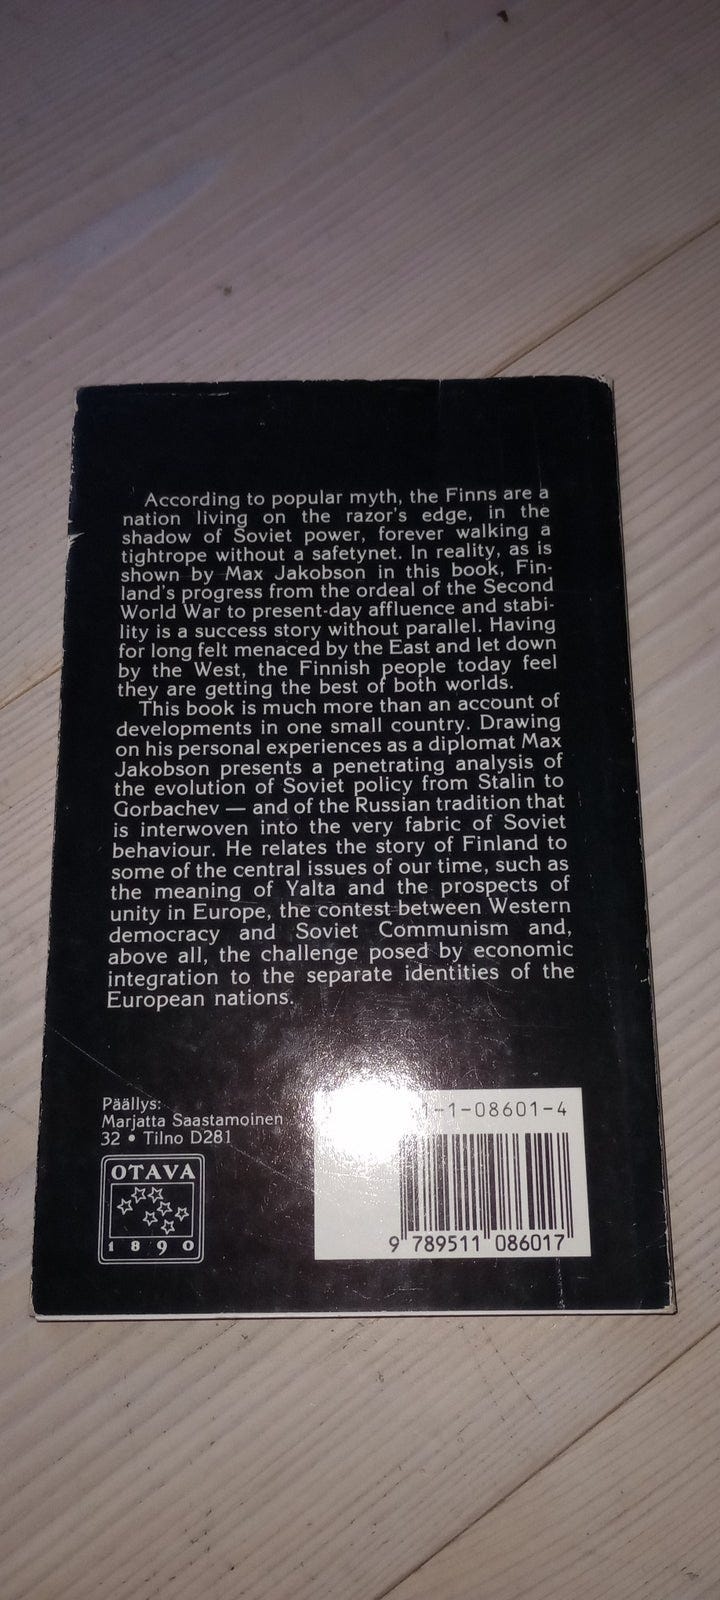 According to popular myth, the Finns are a
nation living on the razor's edge, in the
shadow of Soviet power, forever walking a
tightrope without a safetynet. In reality, as is
shown by Max Jakobson in this book, Fin-
land's progress from the ordeal of the Second
World War to present-day affluence and stabi-
lity is a success story without parallel. Having
for long felt menaced by the East and let down
by the West, the Finnish people today feel
they are getting the best of both worlds.
This book is much more than an account of
developments in one small country. Drawing
on his personal experiences as a diplomat Max
Jakobson presents a penetrating analysis of
the evolution of Soviet policy from Stalin to
Gorbachev — and of the Russian tradition that
is interwoven into the very fabric of Soviet
behaviour. He relates the story of Finland to
some of the central issues of our time, such as
the meaning of Yalta and the prospects of
unity in Europe, the contest between Western
democracy and Soviet Communism and,
above all, the challenge posed by economic
integration to the separate identities of the
European nations.
Päällys:
Marjatta Saastamoinen
32 • Tilno D281
OTAVA
1890
1-1-08601-4
9 789511 086017